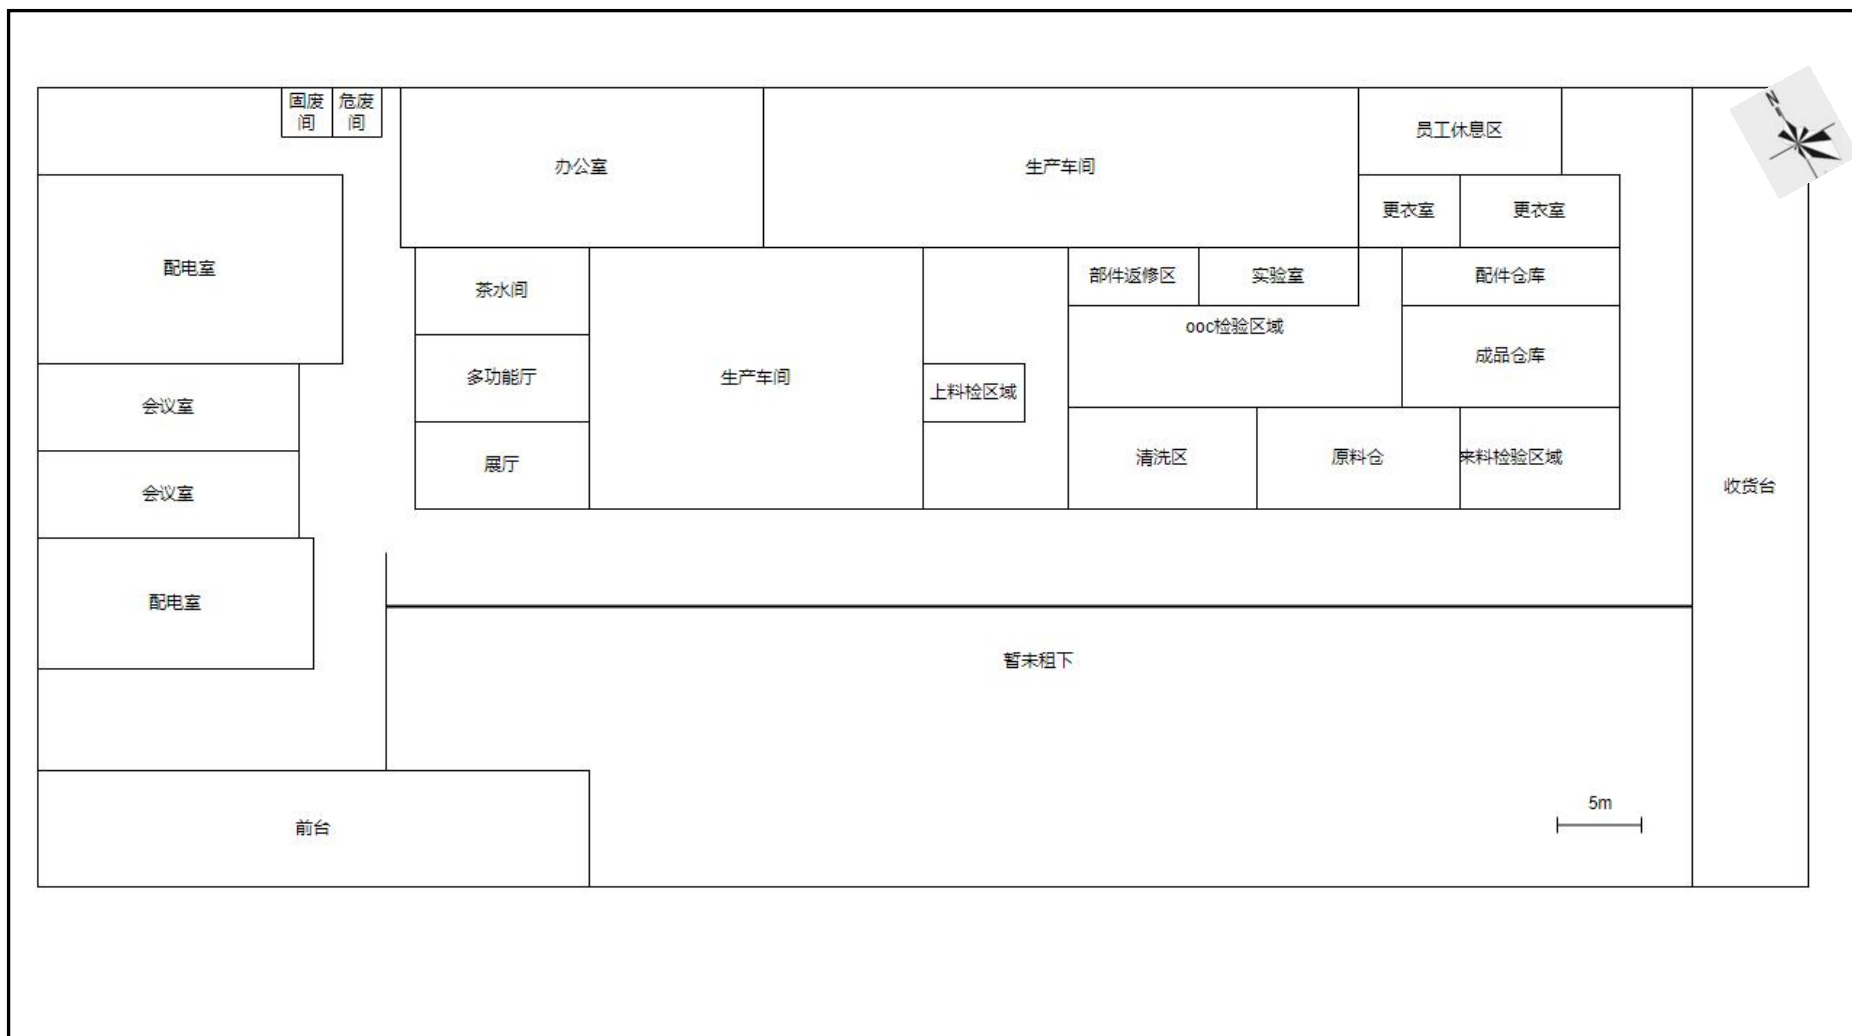 固废
间
危废
间
N
办公室
生产车间
员工休息区
更衣室
更衣室
配电室
茶水间
部件返修区
实验室
配件仓库
ooc检验区域
成品仓库
多功能厅
生产车间
上料检区域
会议室
展厅
清洗区
原料仓
来料检验区域
收货台
会议室
配电室
暂未租下
5m
前台